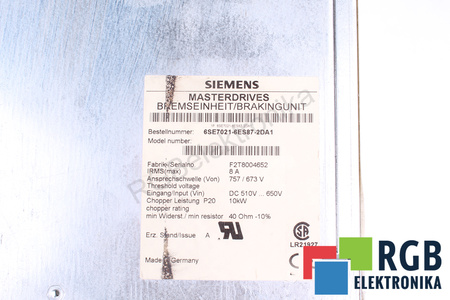 SIEMENS
MASTERDRIVES
BREMSEINHEIT/BRAKINGUNIT
Bestellnummer: 6SE7021-6ES87-2DA1
Model number:
Fabrik-/Serialno F2T8004652
IRMS(max) 8 A
Ansprechschwelle (Von) 757 / 673 V
Threshold voltage
Eingang/Input (Vin) DC 510V ... 650V
Chopper Leistung P20 10kW
chopper rating
min Widerst./ min resistor 40 Ohm -10%
Erz. Stand/Issue A
LR21927
Made in Germany
RGB
ELEKTRONIKA